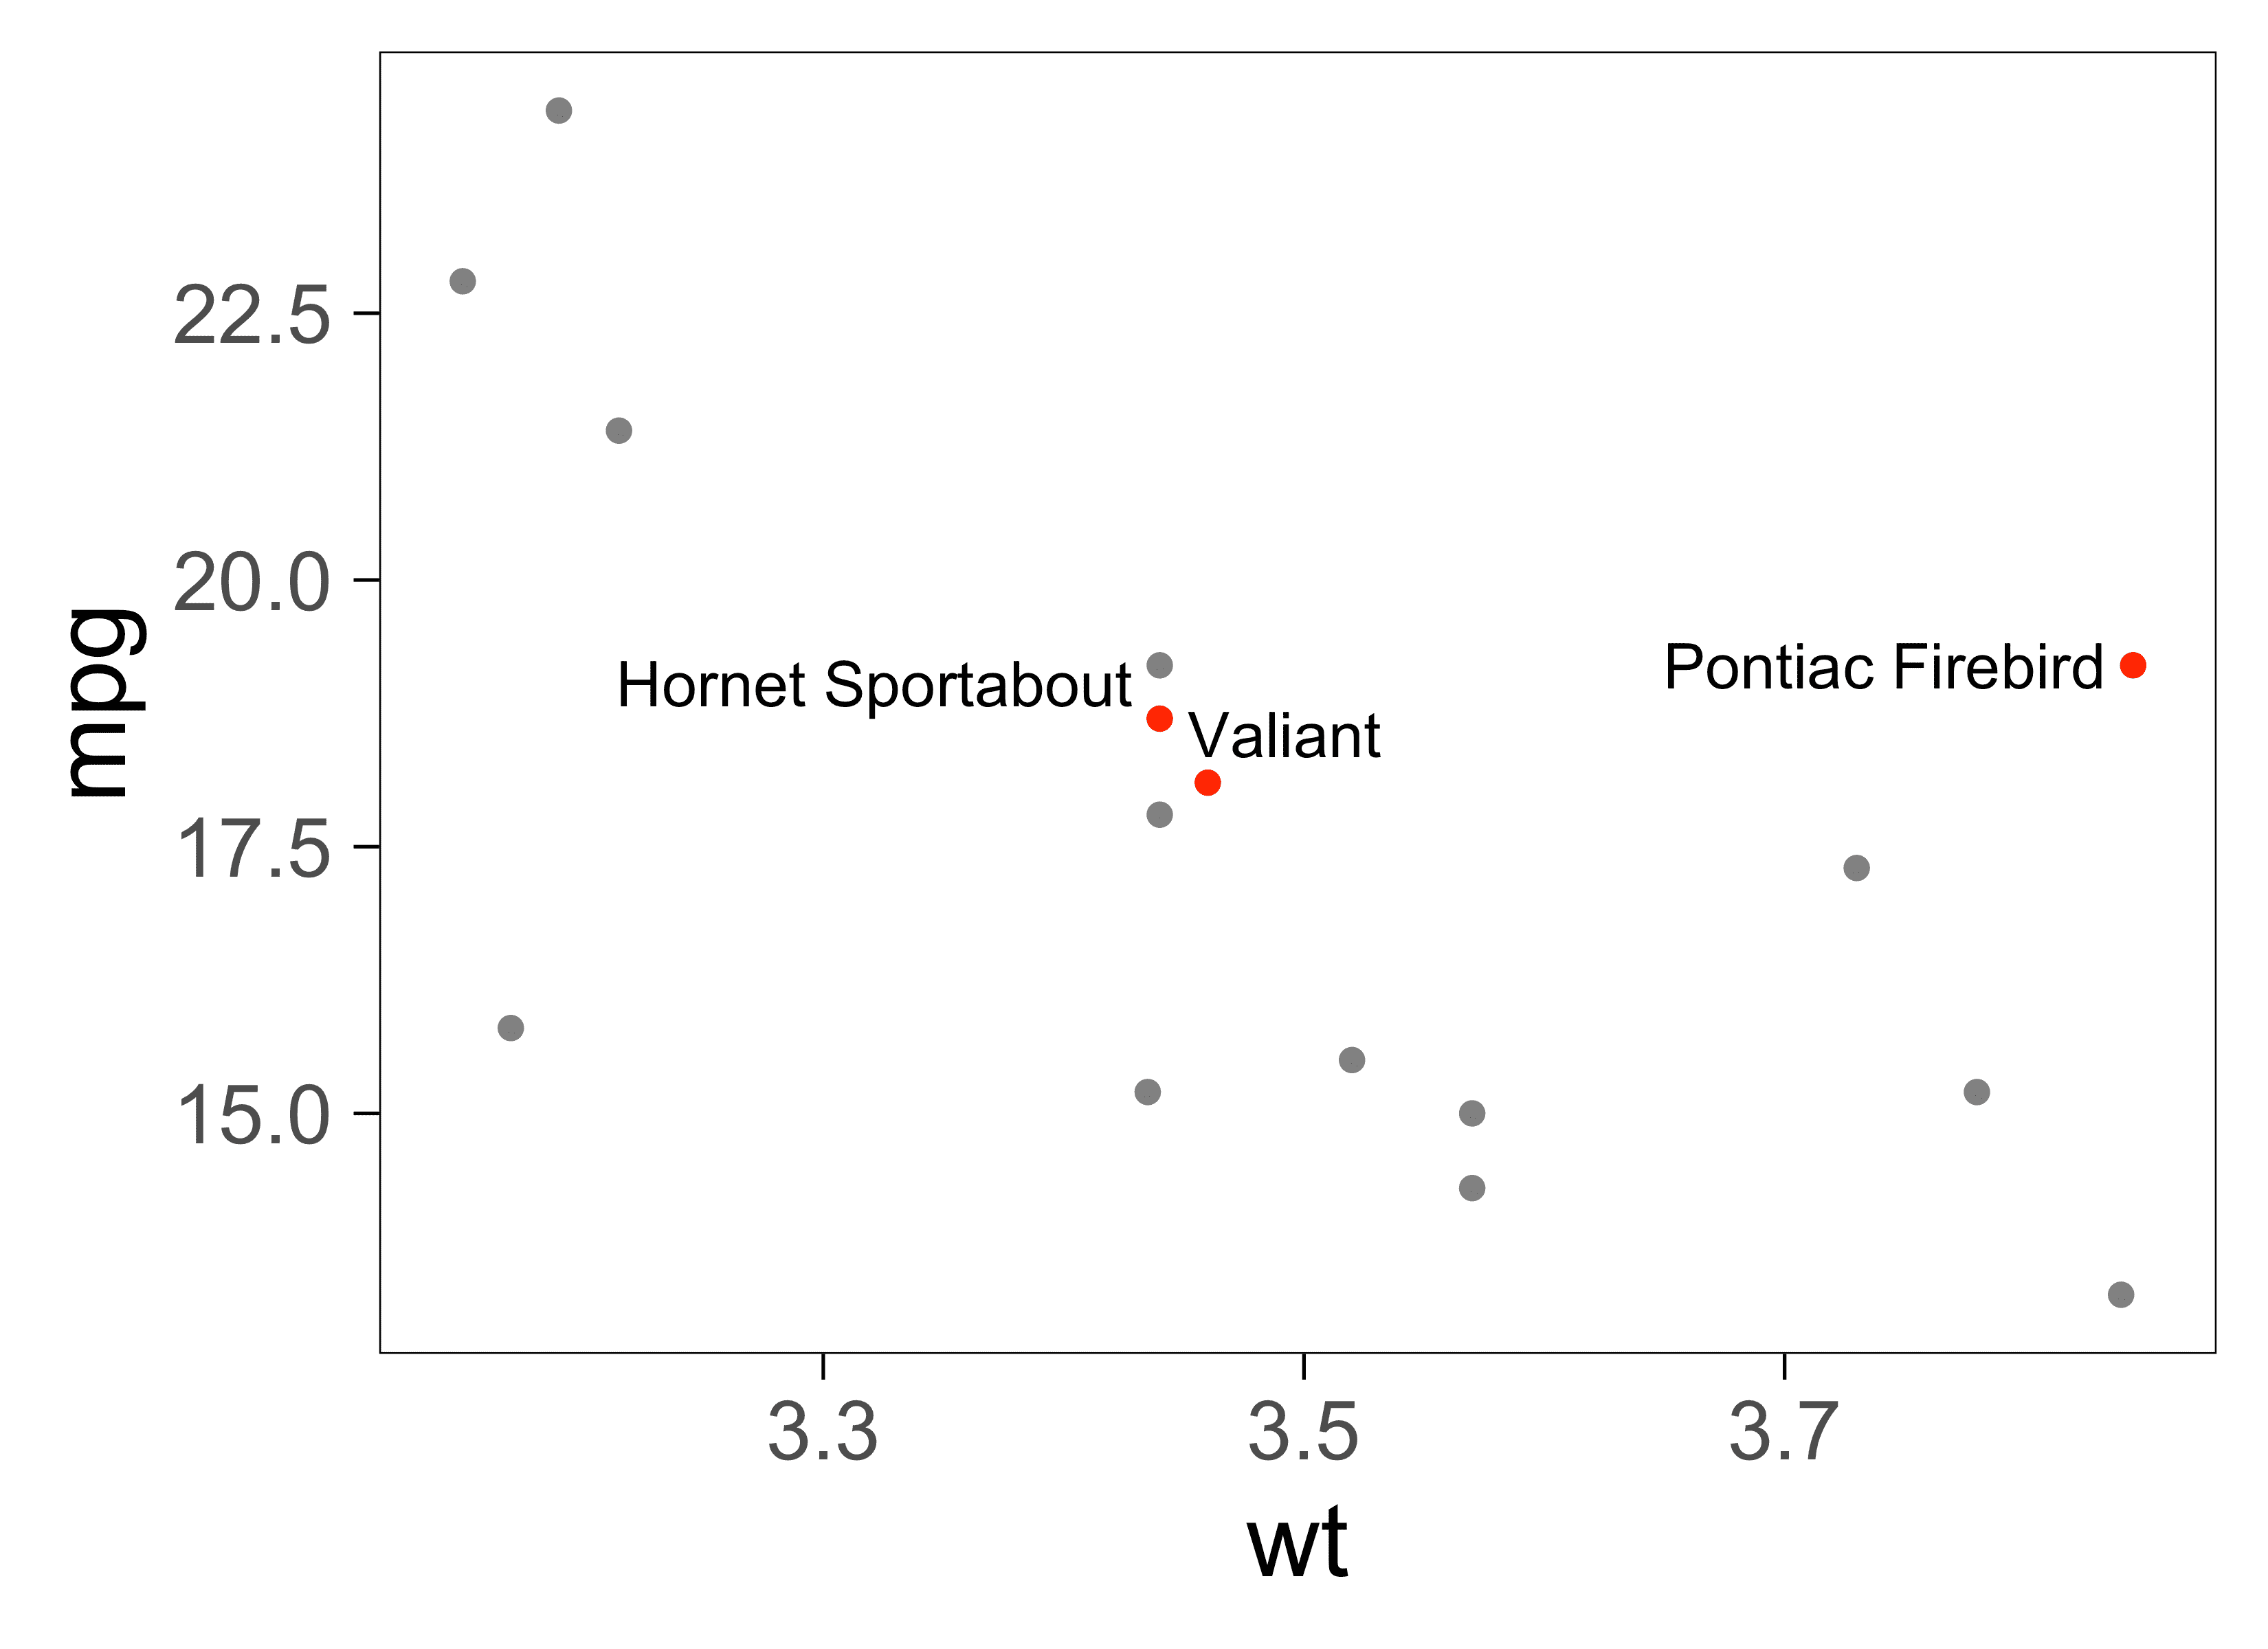 22.5
20.0
17.5
15.0
mpg
Hornet Sportabout
Valiant
Pontiac Firebird
3.3
3.5
3.7
wt